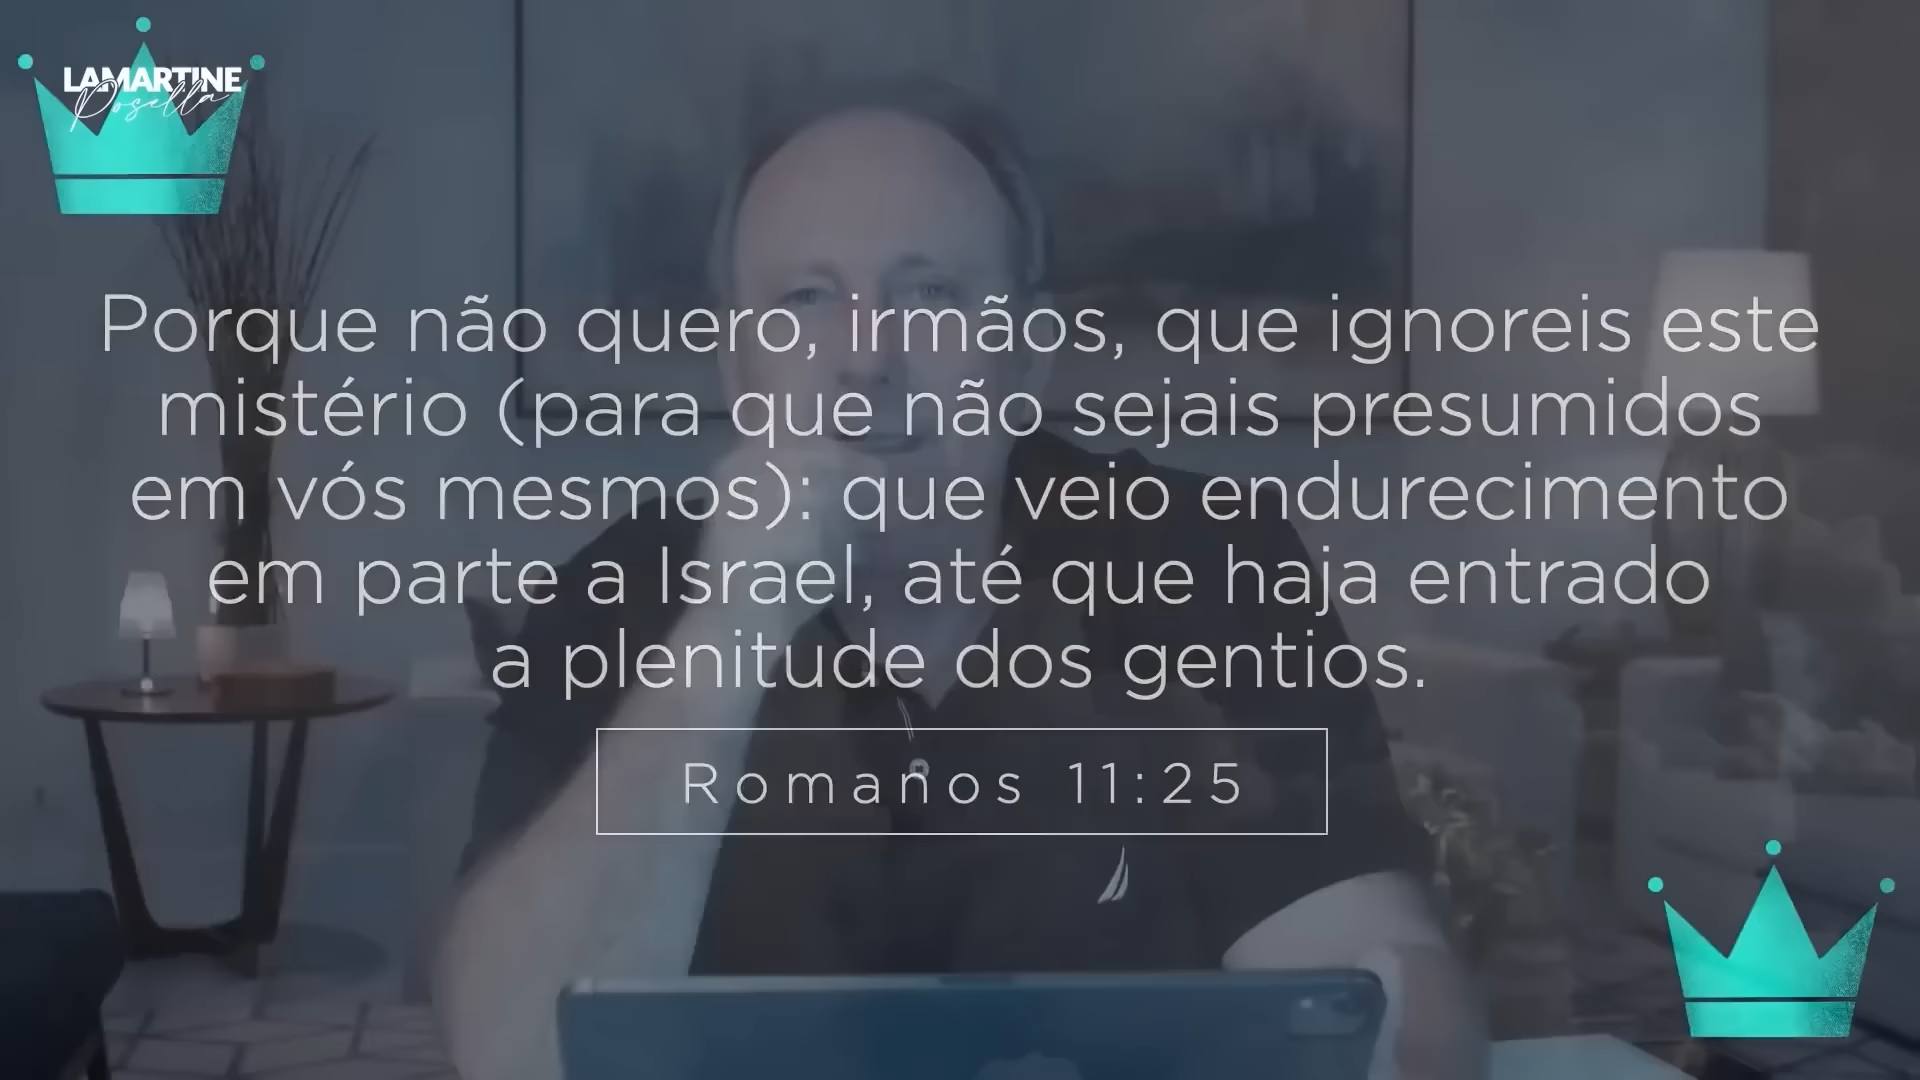 LAMARTINE
Posella
Porque não quero, irmãos, que ignoreis este
mistério (para que não sejais presumidos
em vós mesmos): que veio endurecimento
em parte a Israel, até que haja entrado
a plenitude dos gentios.
Romanos 11:25